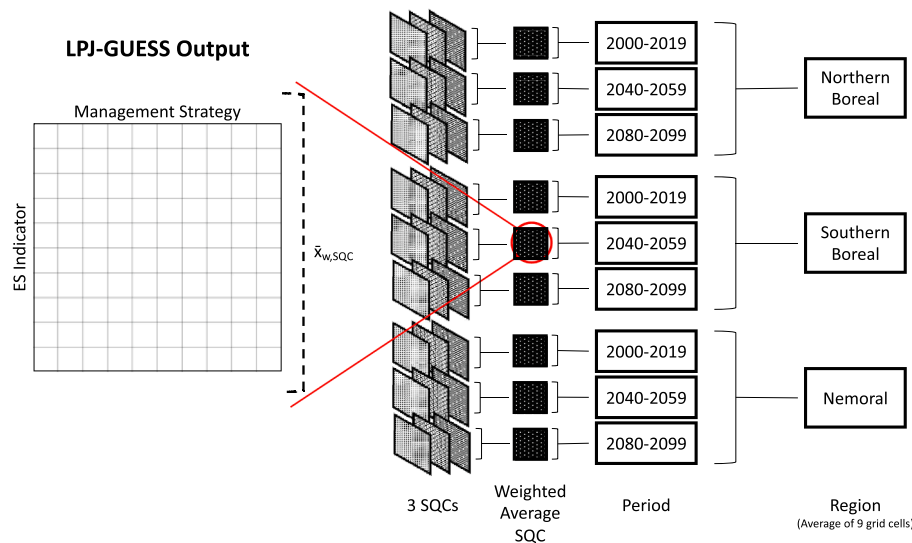 LPJ-GUESS Output
Management Strategy
ES Indicator
x̄w,SQC
2000-2019
2040-2059
2080-2099
Northern
Boreal
2000-2019
2040-2059
2080-2099
Southern
Boreal
2000-2019
2040-2059
2080-2099
Nemoral
3 SQCs
Weighted
Average
SQC
Period
Region
(Average of 9 grid cells)